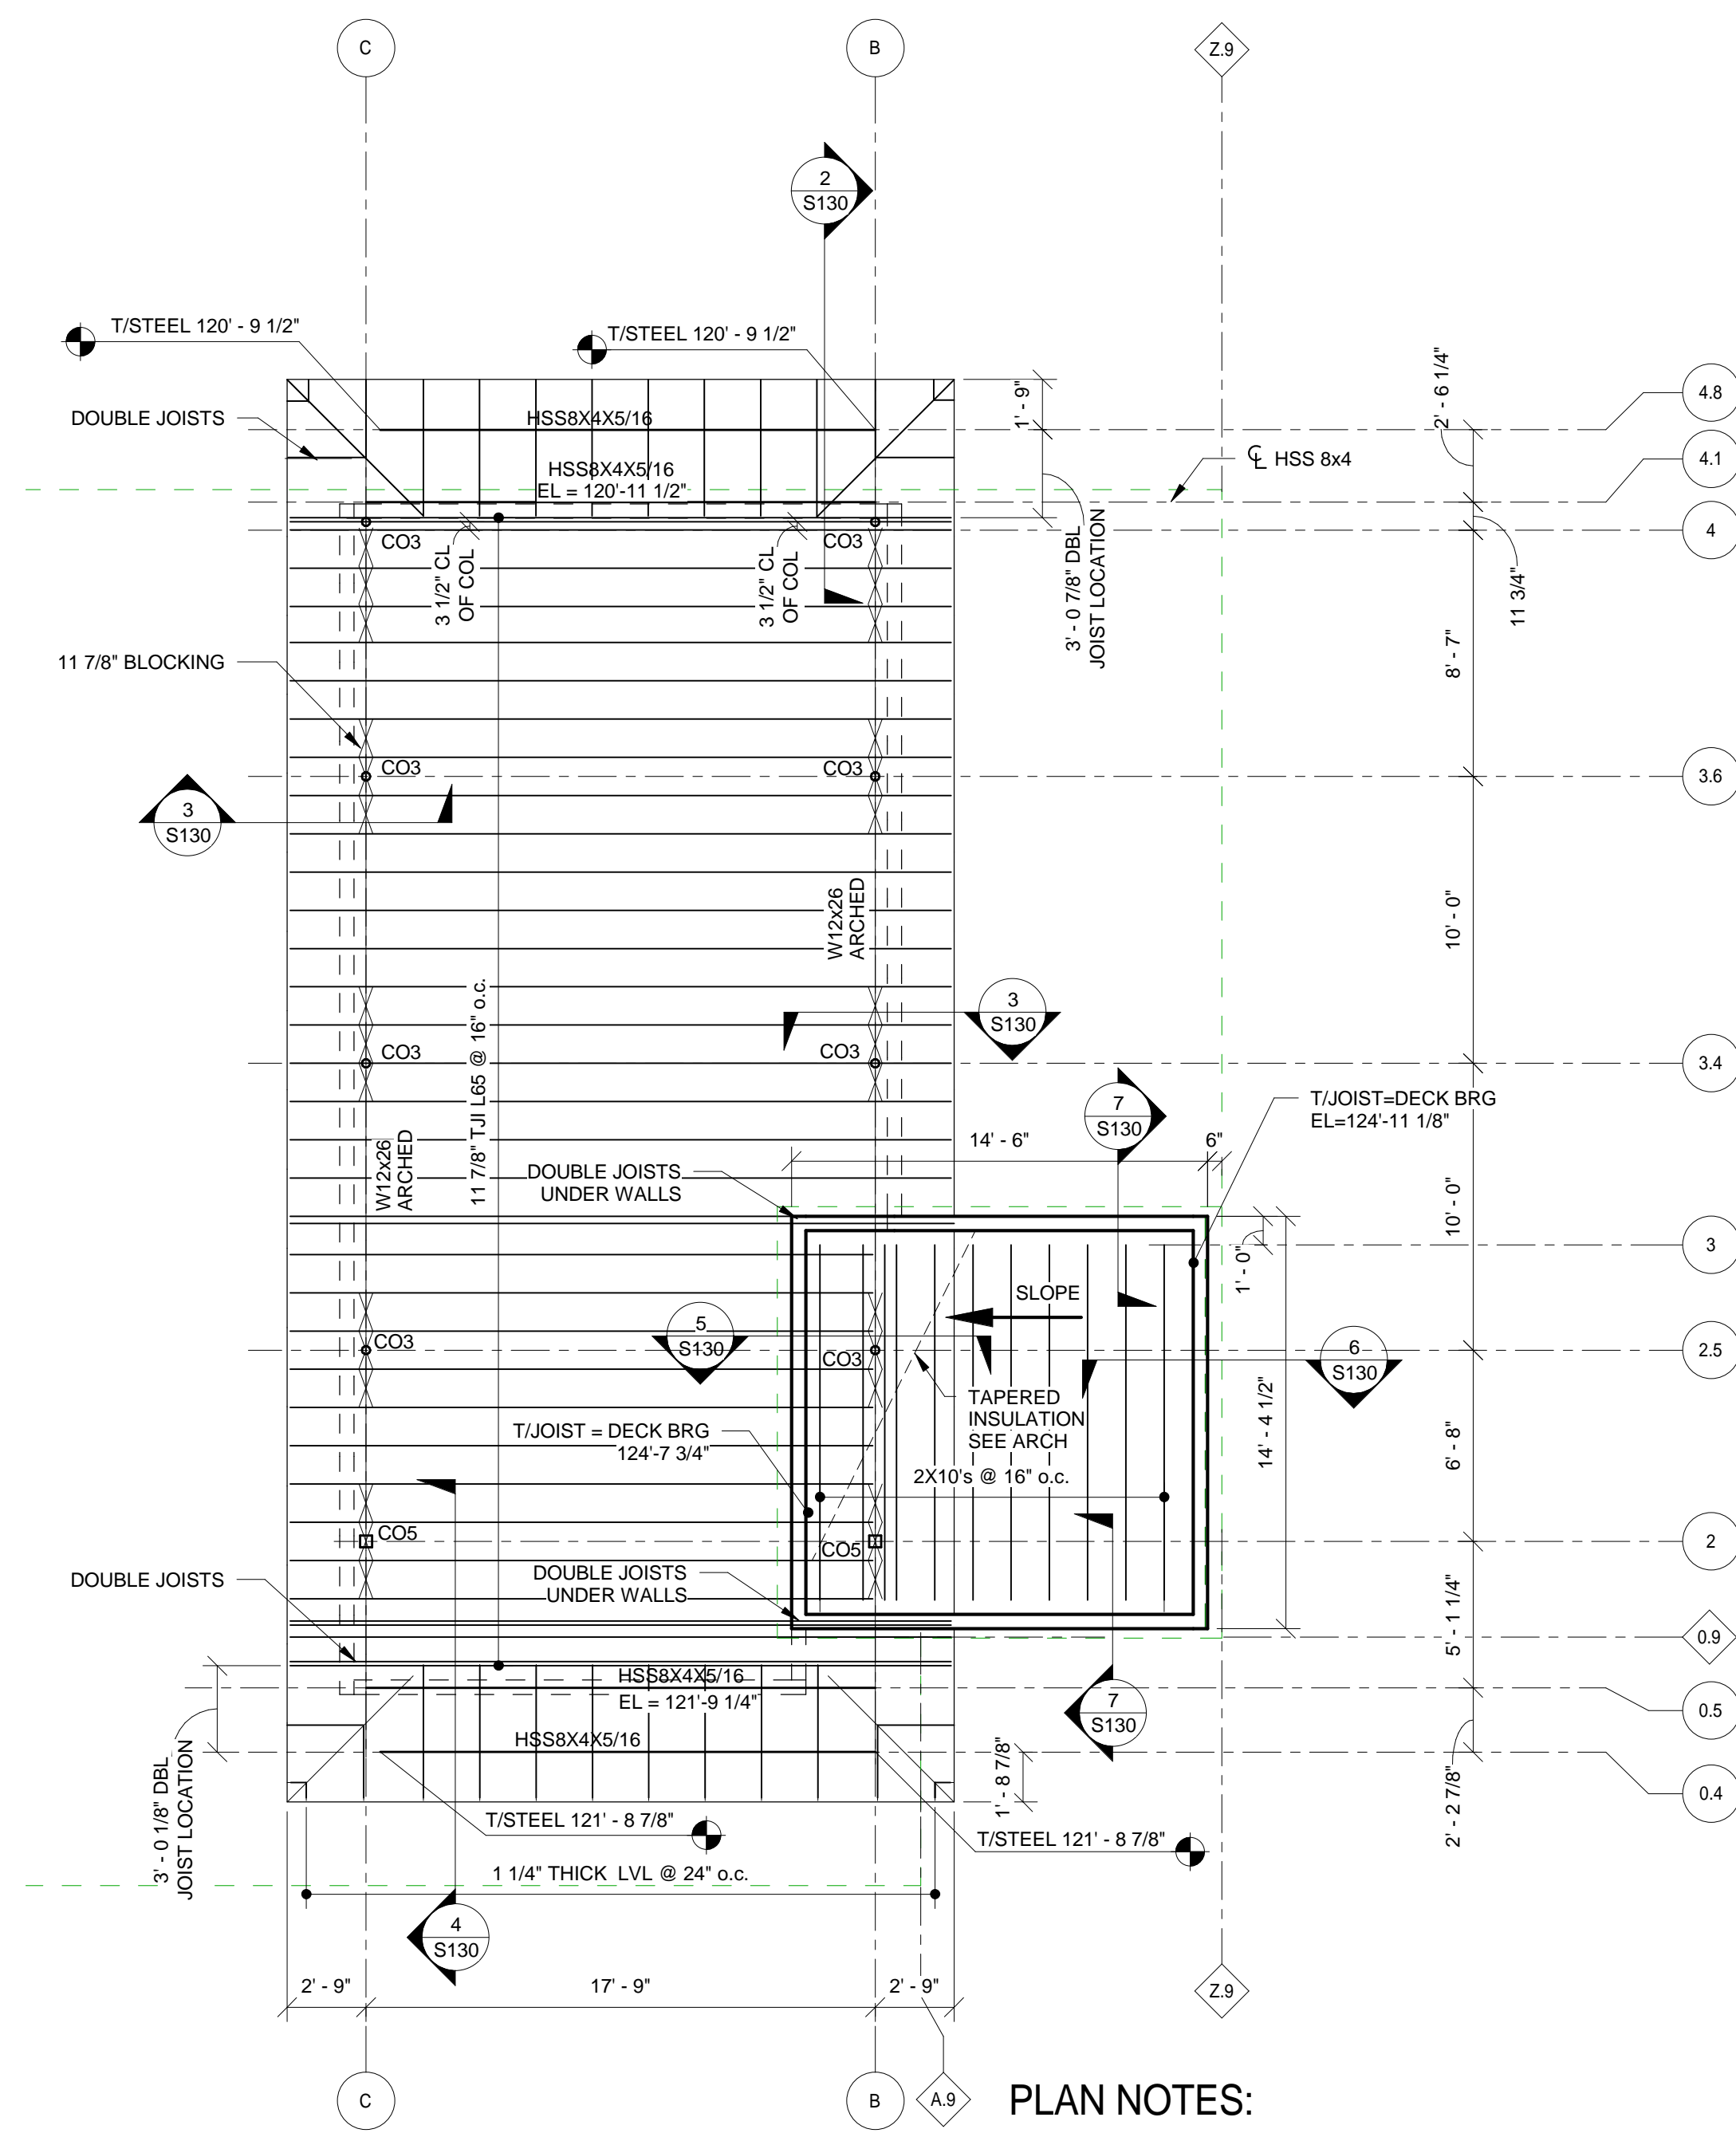 C
B
Z.9
2
S130
T/STEEL 120' - 9 1/2"
T/STEEL 120' - 9 1/2"
DOUBLE JOISTS
HSS8X4X5/16
HSS8X4X5/16
EL = 120'-11 1/2"
1' - 9"
2' - 6 1/4"
4.8
4.1
4
℄ HSS 8x4
CO3
CO3
3 1/2" CL
OF COL
3 1/2" CL
OF COL
3' - 0 7/8" DBL
JOIST LOCATION
11 3/4"
8' - 7"
11 7/8" BLOCKING
CO3
CO3
3.6
3
S130
W12x26
ARCHED
10' - 0"
11 7/8" TJI L65 @ 16" o.c.
3
S130
CO3
CO3
3.4
7
S130
T/JOIST=DECK BRG
EL=124'-11 1/8"
14' - 6"
6"
W12x26
ARCHED
DOUBLE JOISTS
UNDER WALLS
10' - 0"
1' - 0"
3
SLOPE
5
S130
CO3
CO3
6
S130
2.5
TAPERED
INSULATION
SEE ARCH
T/JOIST = DECK BRG
124'-7 3/4"
2X10's @ 16" o.c.
14' - 4 1/2"
6' - 8"
CO5
CO5
2
DOUBLE JOISTS
DOUBLE JOISTS
UNDER WALLS
5' - 1 1/4"
0.9
HSS8X4X5/16
EL = 121'-9 1/4"
HSS8X4X5/16
7
S130
0.5
3' - 0 1/8" DBL
JOIST LOCATION
1' - 8 7/8"
2' - 2 7/8"
0.4
T/STEEL 121' - 8 7/8"
T/STEEL 121' - 8 7/8"
1 1/4" THICK  LVL @ 24" o.c.
4
S130
2' - 9"
17' - 9"
2' - 9"
Z.9
C
B
A.9
PLAN NOTES: